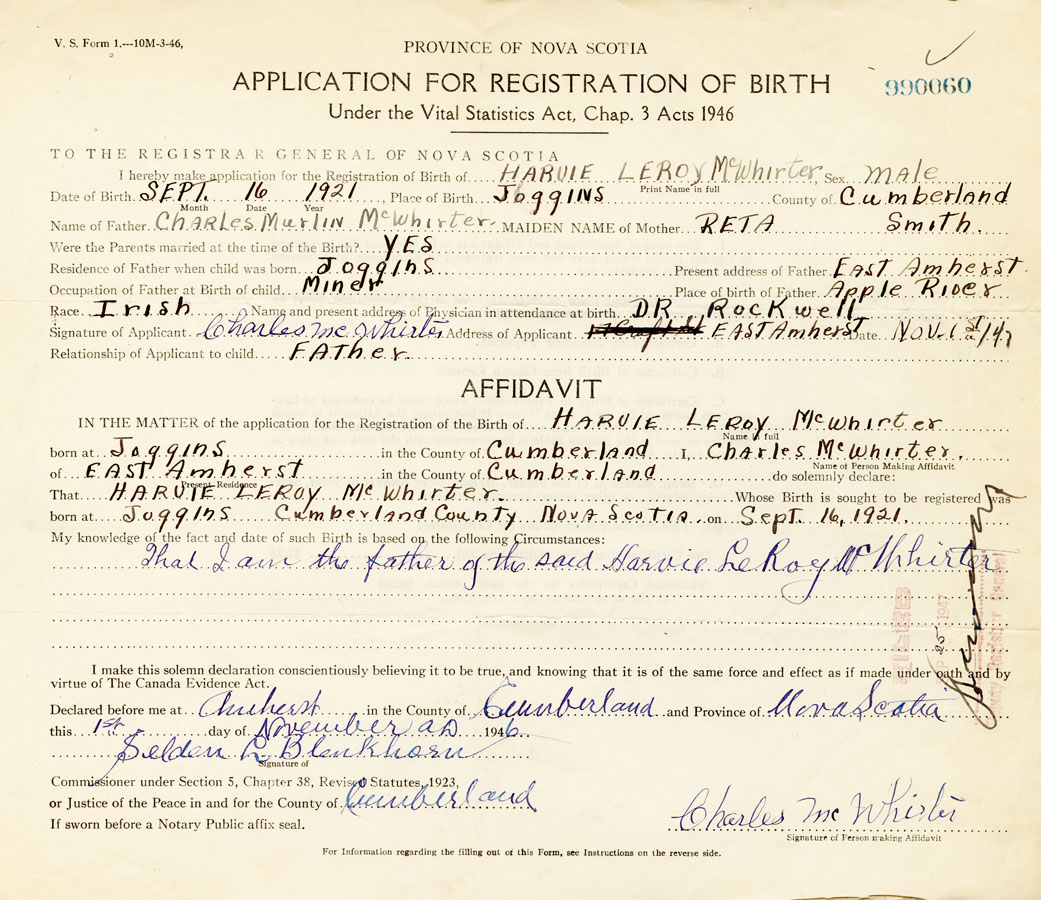 V. S. Form 1.---10M-3-46,
PROVINCE OF NOVA SCOTIA
990060
APPLICATION FOR REGISTRATION OF BIRTH
Under the Vital Statistics Act, Chap. 3 Acts 1946
TO THE REGISTRAR GENERAL OF NOVA SCOTIA
I hereby make application for the Registration of Birth of HARVIE LEROY McWhirter, Sex male
Print Name in full
Date of Birth SEPT. 16 1921, Place of Birth Joggins County of Cumberland
Month Date Year
Name of Father Charles Murlin McWhirter. MAIDEN NAME of Mother RETA Smith.
Were the Parents married at the time of the Birth? YES
Residence of Father when child was born Joggins Present address of Father East Amherst.
Occupation of Father at Birth of child Miner Place of birth of Father Apple River
Race Irish Name and present address of Physician in attendance at birth DR. Rockwell
Signature of Applicant Charles mc Whirter Address of Applicant EAST Amherst Date Nov. 1st/47
Relationship of Applicant to child FATher.
AFFIDAVIT
IN THE MATTER of the application for the Registration of the Birth of HARVIE LEROY McWhirter
Name in full
born at Joggins in the County of Cumberland I, Charles McWhirter.
Name of Person Making Affidavit
of EAST Amherst in the County of Cumberland do solemnly declare:
Present Residence
That HARVIE LEROY McWhirter. Whose Birth is sought to be registered was
born at Joggins Cumberland County Nova Scotia. on Sept. 16, 1921.
My knowledge of the fact and date of such Birth is based on the following Circumstances:
That I am the father of the said Harvie LeRoy McWhirter
I make this solemn declaration conscientiously believing it to be true, and knowing that it is of the same force and effect as if made under oath and by
virtue of The Canada Evidence Act.
Declared before me at Amherst in the County of Cumberland and Province of Nova Scotia
this 1st day of November AD 1946.
Selden L Blenkhorn
Signature of
Commissioner under Section 5, Chapter 38, Revised Statutes, 1923,
or Justice of the Peace in and for the County of Cumberland
If sworn before a Notary Public affix seal.
Charles mc Whirter
Signature of Person making Affidavit
For Information regarding the filling out of this Form, see Instructions on the reverse side.